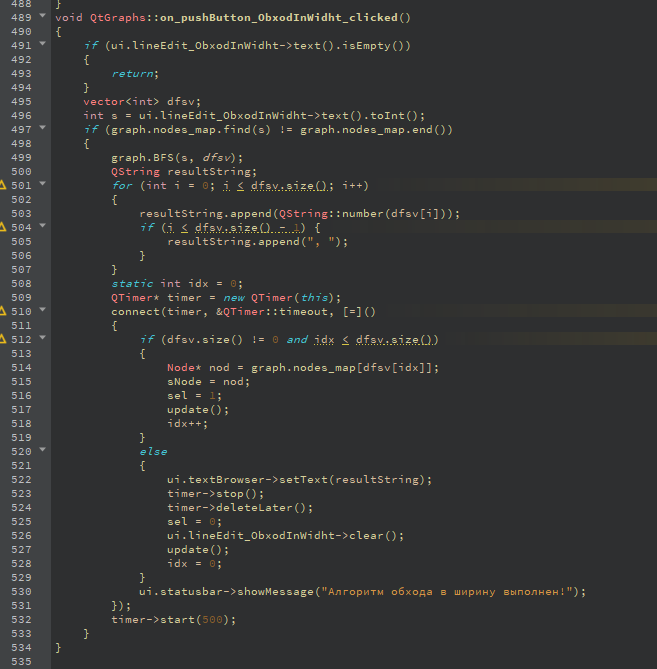 488 }
489 void QtGraphs::on_pushButton_ObxodInWidht_clicked()
490 {
491     if (ui.lineEdit_ObxodInWidht->text().isEmpty())
492     {
493         return;
494     }
495     vector<int> dfsv;
496     int s = ui.lineEdit_ObxodInWidht->text().toInt();
497     if (graph.nodes_map.find(s) != graph.nodes_map.end())
498     {
499         graph.BFS(s, dfsv);
500         QString resultString;
501         for (int i = 0; i < dfsv.size(); i++)
502         {
503             resultString.append(QString::number(dfsv[i]));
504             if (i < dfsv.size() - 1) {
505                 resultString.append(", ");
506             }
507         }
508         static int idx = 0;
509         QTimer* timer = new QTimer(this);
510         connect(timer, &QTimer::timeout, [=]()
511         {
512             if (dfsv.size() != 0 and idx < dfsv.size())
513             {
514                 Node* nod = graph.nodes_map[dfsv[idx]];
515                 sNode = nod;
516                 sel = 1;
517                 update();
518                 idx++;
519             }
520             else
521             {
522                 ui.textBrowser->setText(resultString);
523                 timer->stop();
524                 timer->deleteLater();
525                 sel = 0;
526                 ui.lineEdit_ObxodInWidht->clear();
527                 update();
528                 idx = 0;
529             }
530             ui.statusbar->showMessage("Алгоритм обхода в ширину выполнен!");
531         });
532         timer->start(500);
533     }
534 }
535